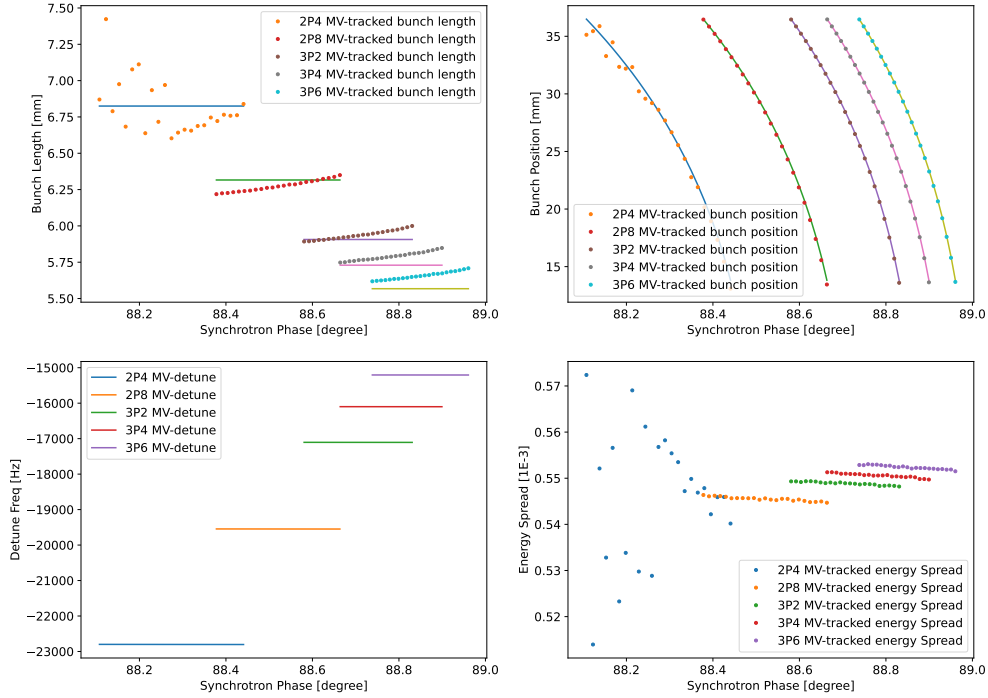 7.50
7.25
7.00
6.75
6.50
6.25
6.00
5.75
5.50
Bunch Length [mm]
2P4 MV-tracked bunch length
2P8 MV-tracked bunch length
3P2 MV-tracked bunch length
3P4 MV-tracked bunch length
3P6 MV-tracked bunch length
88.2 88.4 88.6 88.8 89.0
Synchrotron Phase [degree]
35
30
25
20
15
Bunch Position [mm]
2P4 MV-tracked bunch position
2P8 MV-tracked bunch position
3P2 MV-tracked bunch position
3P4 MV-tracked bunch position
3P6 MV-tracked bunch position
88.2 88.4 88.6 88.8 89.0
Synchrotron Phase [degree]
−15000
−16000
−17000
−18000
−19000
−20000
−21000
−22000
−23000
Detune Freq [Hz]
2P4 MV-detune
2P8 MV-detune
3P2 MV-detune
3P4 MV-detune
3P6 MV-detune
88.2 88.4 88.6 88.8 89.0
Synchrotron Phase [degree]
0.57
0.56
0.55
0.54
0.53
0.52
Energy Spread [1E-3]
2P4 MV-tracked energy Spread
2P8 MV-tracked energy Spread
3P2 MV-tracked energy Spread
3P4 MV-tracked energy Spread
3P6 MV-tracked energy Spread
88.2 88.4 88.6 88.8 89.0
Synchrotron Phase [degree]